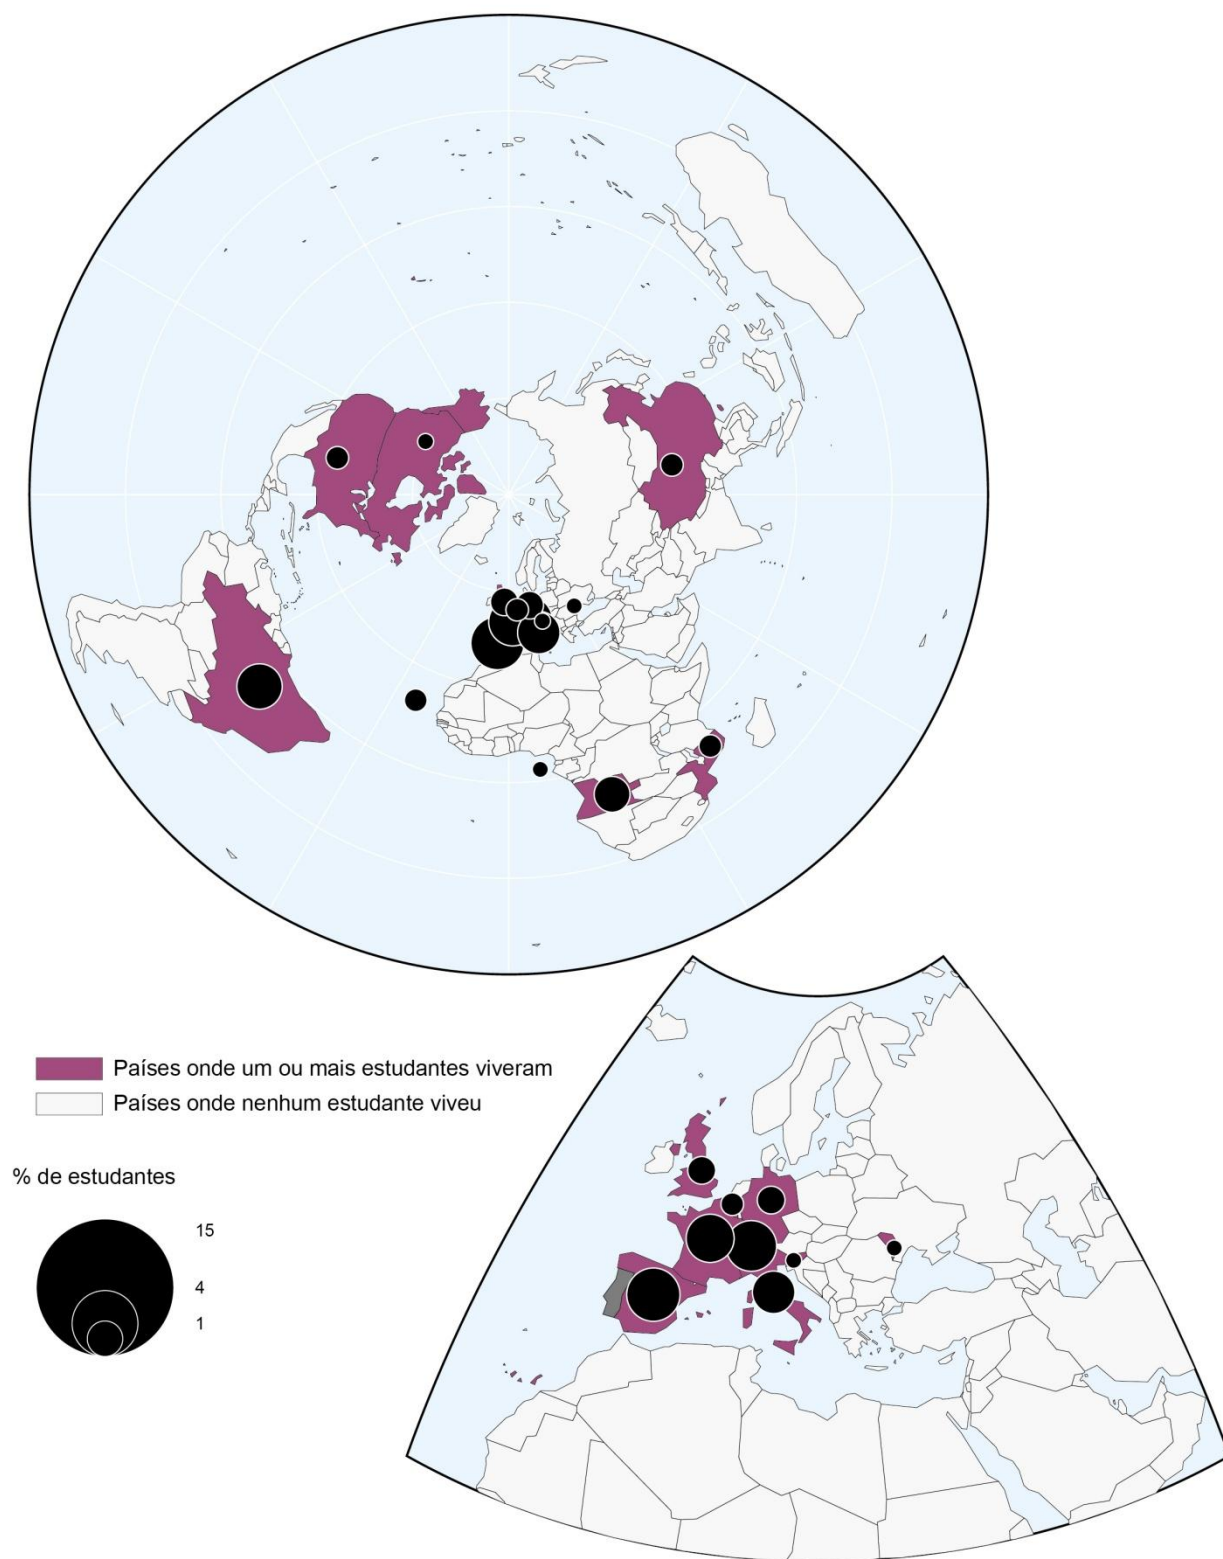 Países onde um ou mais estudantes viveram
Países onde nenhum estudante viveu
% de estudantes
15
4
1